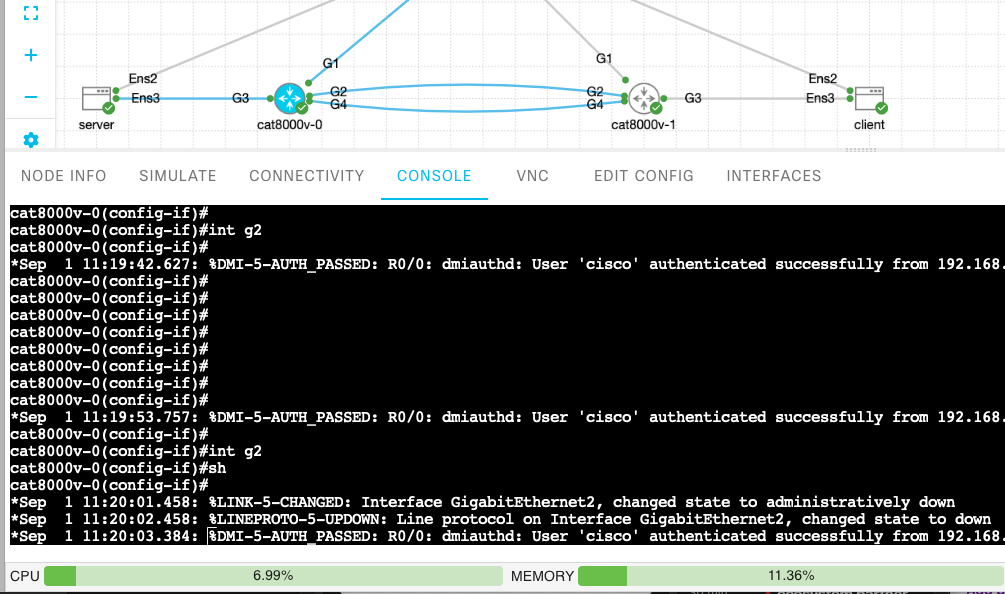 G1
G1
Ens2
Ens2
Ens3
G3
G2
G4
G2
G4
G3
Ens3
server
cat8000v-0
cat8000v-1
client
NODE INFO SIMULATE CONNECTIVITY CONSOLE VNC EDIT CONFIG INTERFACES
cat8000v-0(config-if)#
cat8000v-0(config-if)#int g2
cat8000v-0(config-if)#
*Sep  1 11:19:42.627: %DMI-5-AUTH_PASSED: R0/0: dmiauthd: User 'cisco' authenticated successfully from 192.168.
cat8000v-0(config-if)#
cat8000v-0(config-if)#
cat8000v-0(config-if)#
cat8000v-0(config-if)#
cat8000v-0(config-if)#
cat8000v-0(config-if)#
cat8000v-0(config-if)#
cat8000v-0(config-if)#
*Sep  1 11:19:53.757: %DMI-5-AUTH_PASSED: R0/0: dmiauthd: User 'cisco' authenticated successfully from 192.168.
cat8000v-0(config-if)#
cat8000v-0(config-if)#int g2
cat8000v-0(config-if)#sh
cat8000v-0(config-if)#
*Sep  1 11:20:01.458: %LINK-5-CHANGED: Interface GigabitEthernet2, changed state to administratively down
*Sep  1 11:20:02.458: %LINEPROTO-5-UPDOWN: Line protocol on Interface GigabitEthernet2, changed state to down
*Sep  1 11:20:03.384: %DMI-5-AUTH_PASSED: R0/0: dmiauthd: User 'cisco' authenticated successfully from 192.168.
CPU 6.99% MEMORY 11.36%